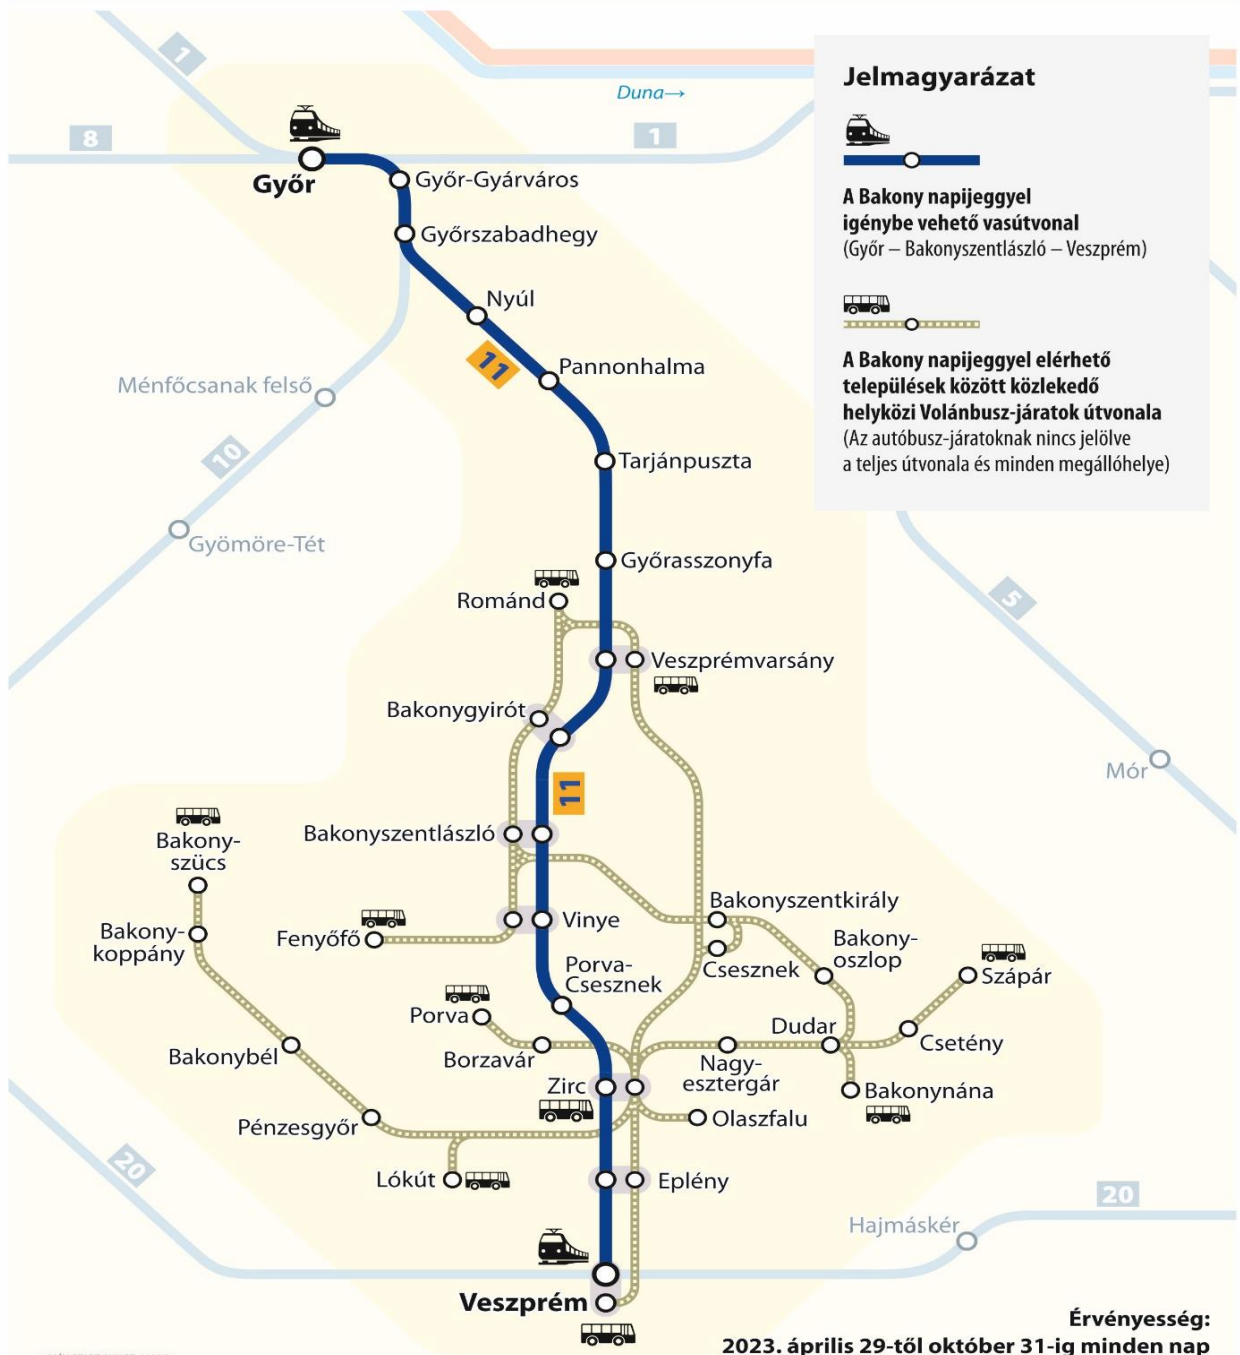 1
Duna→
8
1
Győr
Győr-Gyárváros
Győrszabadhegy
Nyúl
11
Pannonhalma
Ménfőcsanak felső
10
Tarjánpuszta
Gyömöre-Tét
Győrasszonyfa
Románd
5
Veszprémvarsány
Bakonygyirót
Mór
11
Bakony-
szücs
Bakonyszentlászló
Bakony-
koppány
Fenyőfő
Vinye
Bakonyszentkirály
Bakony-
oszlop
Csesznek
Szápár
Porva-
Csesznek
Porva
Borzavár
Dudar
Csetény
Bakonybél
Zirc
Nagy-
esztergár
Bakonynána
Pénzesgyőr
Olaszfalu
Lókút
Eplény
20
20
Hajmáskér
Veszprém
Jelmagyarázat
A Bakony napijeggyel
igénybe vehető vasútvonal
(Győr – Bakonyszentlászló – Veszprém)
A Bakony napijeggyel elérhető
települések között közlekedő
helyközi Volánbusz-járatok útvonala
(Az autóbusz-járatoknak nincs jelölve
a teljes útvonala és minden megállóhelye)
Érvényesség:
2023. április 29-től október 31-ig minden nap